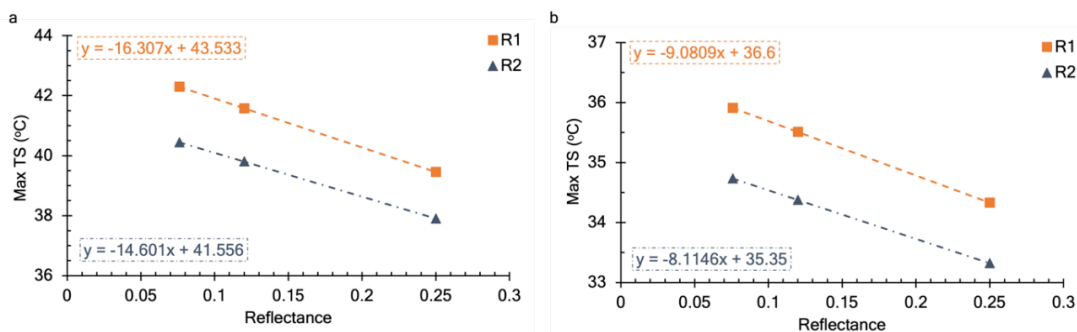 a
y = -16.307x + 43.533
R1
R2
44
42
40
38
36
Max TS (°C)
y = -14.601x + 41.556
0 0.05 0.1 0.15 0.2 0.25 0.3
Reflectance
b
y = -9.0809x + 36.6
R1
R2
37
36
35
34
33
Max TS (°C)
y = -8.1146x + 35.35
0 0.05 0.1 0.15 0.2 0.25 0.3
Reflectance